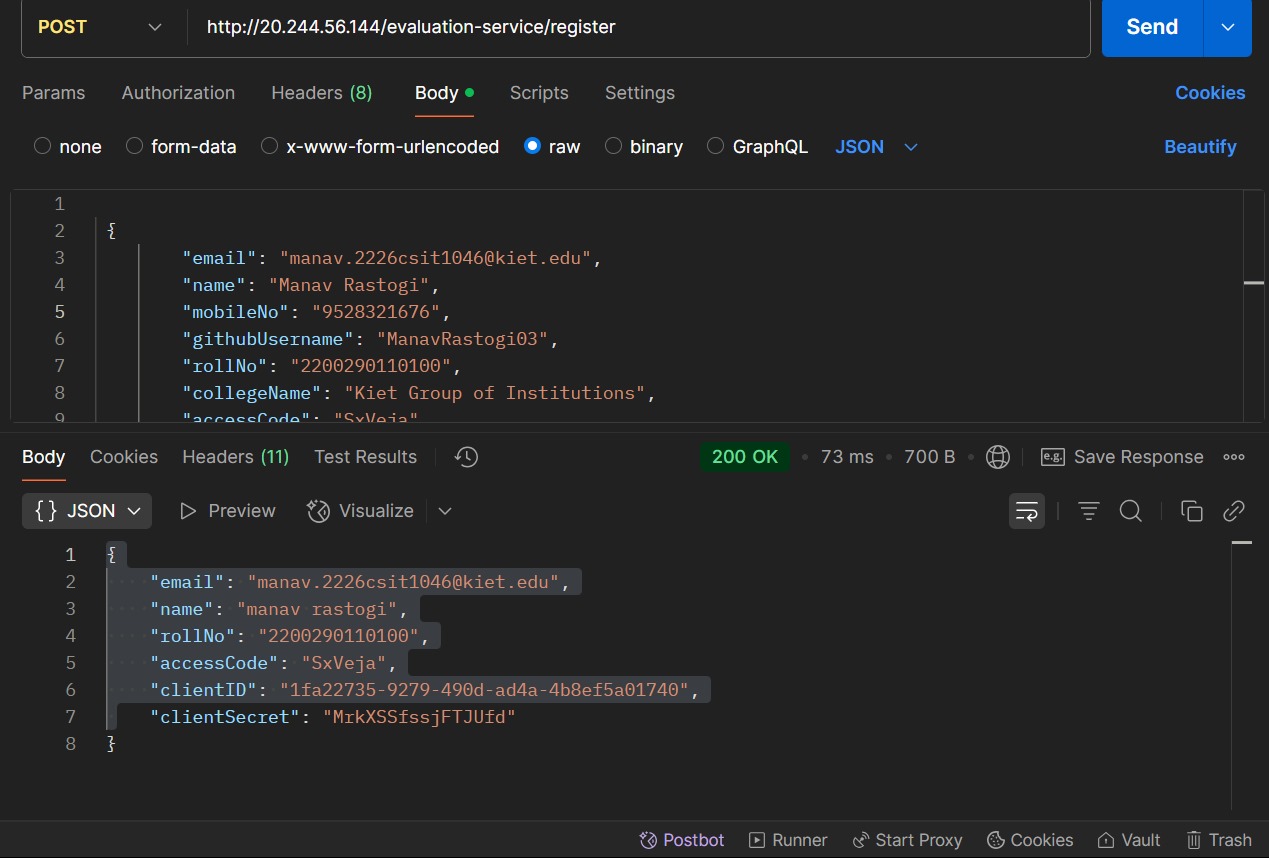 POST http://20.244.56.144/evaluation-service/register Send
Params Authorization Headers (8) Body Scripts Settings Cookies
none form-data x-www-form-urlencoded raw binary GraphQL JSON Beautify
1
2 {
3 "email": "manav.2226csit1046@kiet.edu",
4 "name": "Manav Rastogi",
5 "mobileNo": "9528321676",
6 "githubUsername": "ManavRastogi03",
7 "rollNo": "2200290110100",
8 "collegeName": "Kiet Group of Institutions",
9 "accessCode": "SxVeja"
Body Cookies Headers (11) Test Results 200 OK 73 ms 700 B e.g. Save Response
{} JSON Preview Visualize
1 {
2 "email": "manav.2226csit1046@kiet.edu",
3 "name": "manav rastogi",
4 "rollNo": "2200290110100",
5 "accessCode": "SxVeja",
6 "clientID": "1fa22735-9279-490d-ad4a-4b8ef5a01740",
7 "clientSecret": "MrkXSSfssjFTJUfd"
8 }
Postbot Runner Start Proxy Cookies Vault Trash